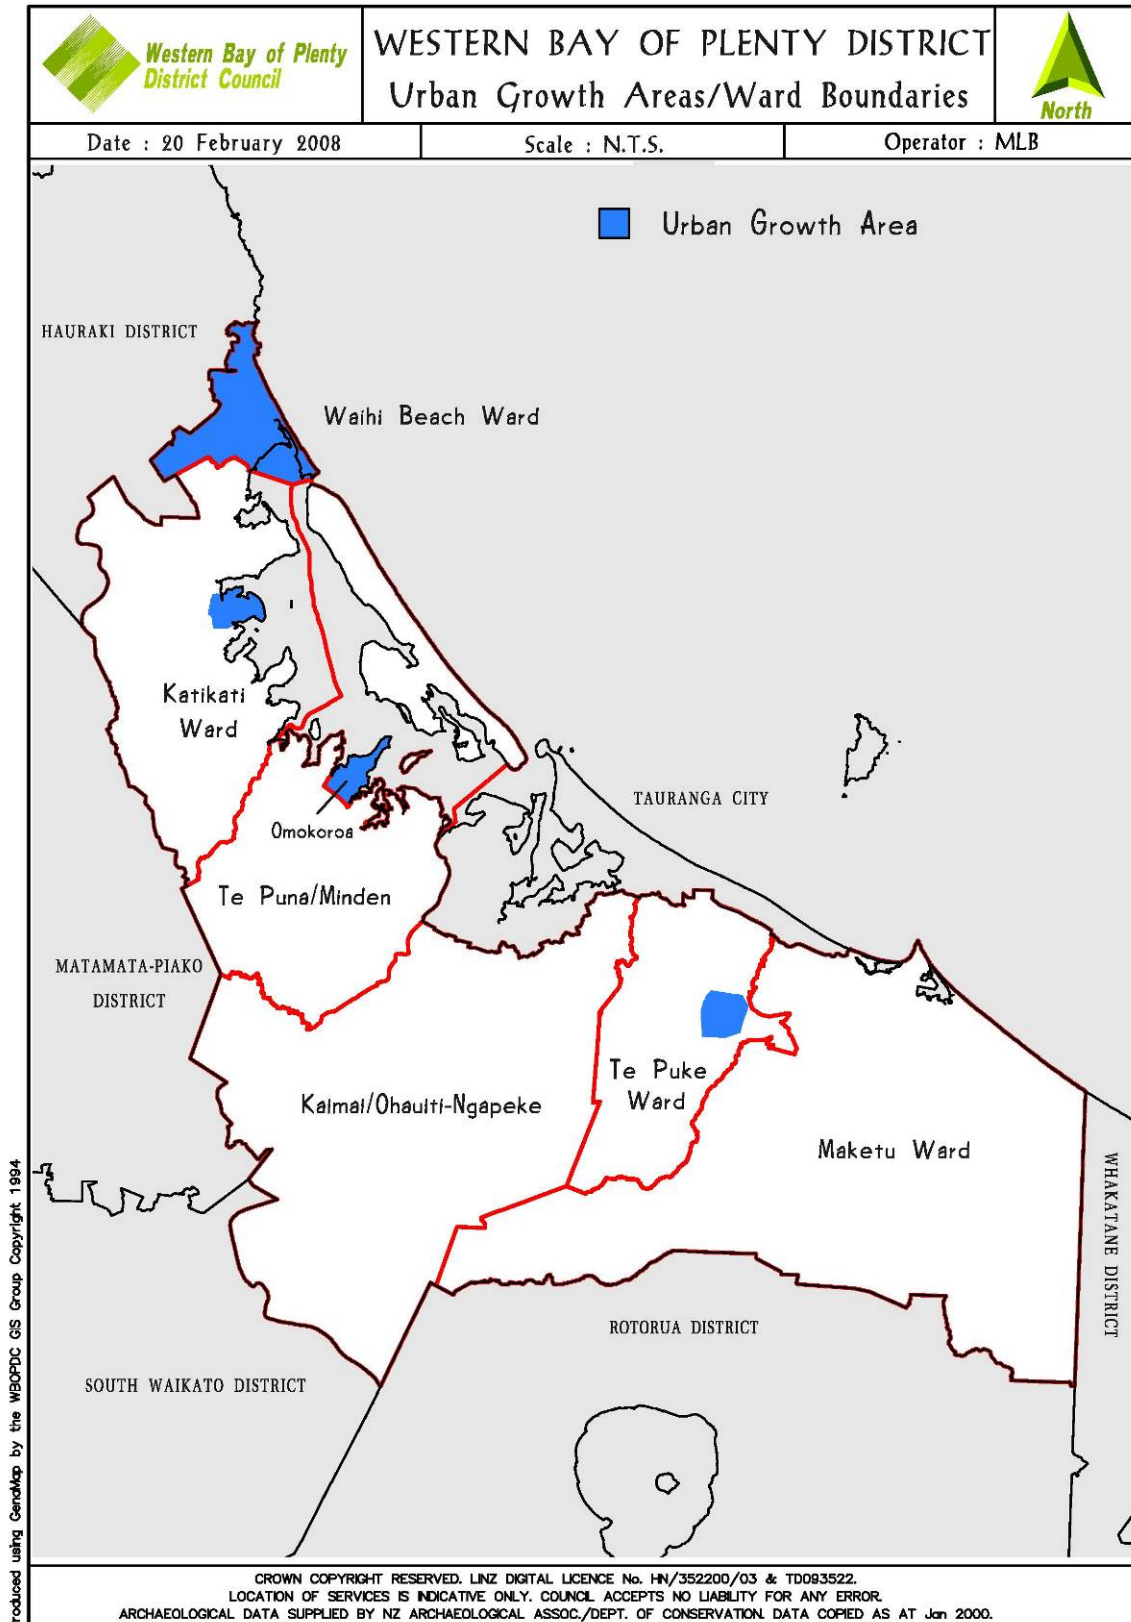 Western Bay of Plenty
District Council
WESTERN BAY OF PLENTY DISTRICT
Urban Growth Areas/Ward Boundaries
North
Date : 20 February 2008
Scale : N.T.S.
Operator : MLB
Urban Growth Area
HAURAKI DISTRICT
Waihi Beach Ward
Katikati
Ward
TAURANGA CITY
Omokoroa
Te Puna/Minden
MATAMATA-PIAKO
DISTRICT
Te Puke
Ward
Kaimai/Ohauiti-Ngapeke
Maketu Ward
WHAKATANE DISTRICT
ROTORUA DISTRICT
SOUTH WAIKATO DISTRICT
roduced using GenaMap by the WBOPDC GIS Group Copyright 1994
CROWN COPYRIGHT RESERVED. LINZ DIGITAL LICENCE No. HN/352200/03 & TD093522.
LOCATION OF SERVICES IS INDICATIVE ONLY. COUNCIL ACCEPTS NO LIABILITY FOR ANY ERROR.
ARCHAEOLOGICAL DATA SUPPLIED BY NZ ARCHAEOLOGICAL ASSOC./DEPT. OF CONSERVATION. DATA COPIED AS AT Jan 2000.